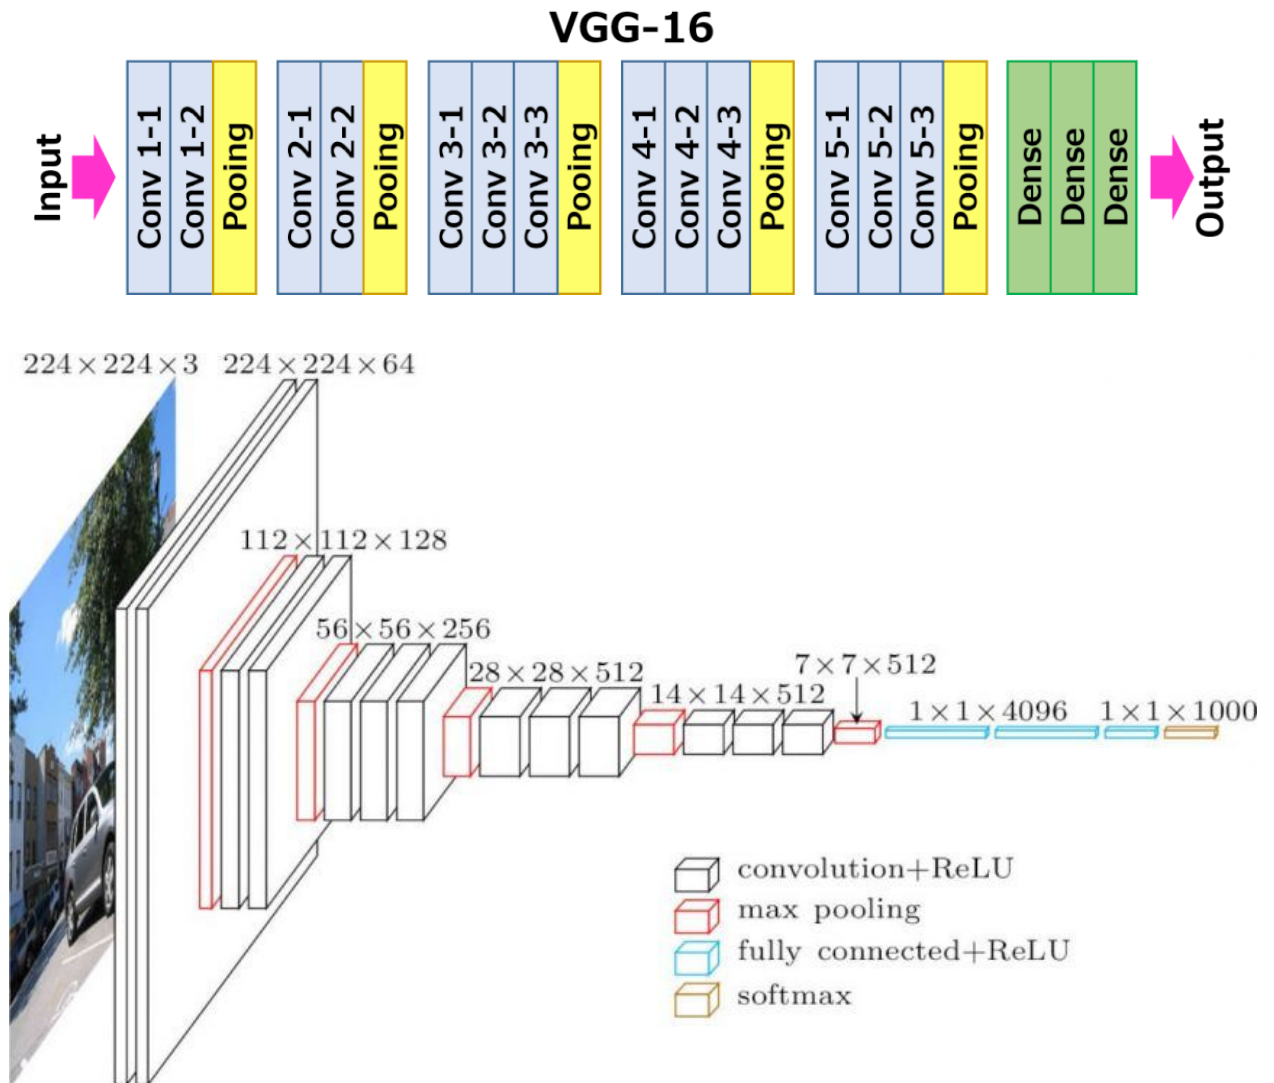 VGG-16
Input
Conv 1-1
Conv 1-2
Pooing
Conv 2-1
Conv 2-2
Pooing
Conv 3-1
Conv 3-2
Conv 3-3
Pooing
Conv 4-1
Conv 4-2
Conv 4-3
Pooing
Conv 5-1
Conv 5-2
Conv 5-3
Pooing
Dense
Dense
Dense
Output
224×224×3
224×224×64
112×112×128
56×56×256
28×28×512
14×14×512
7×7×512
1×1×4096
1×1×1000
convolution+ReLU
max pooling
fully connected+ReLU
softmax